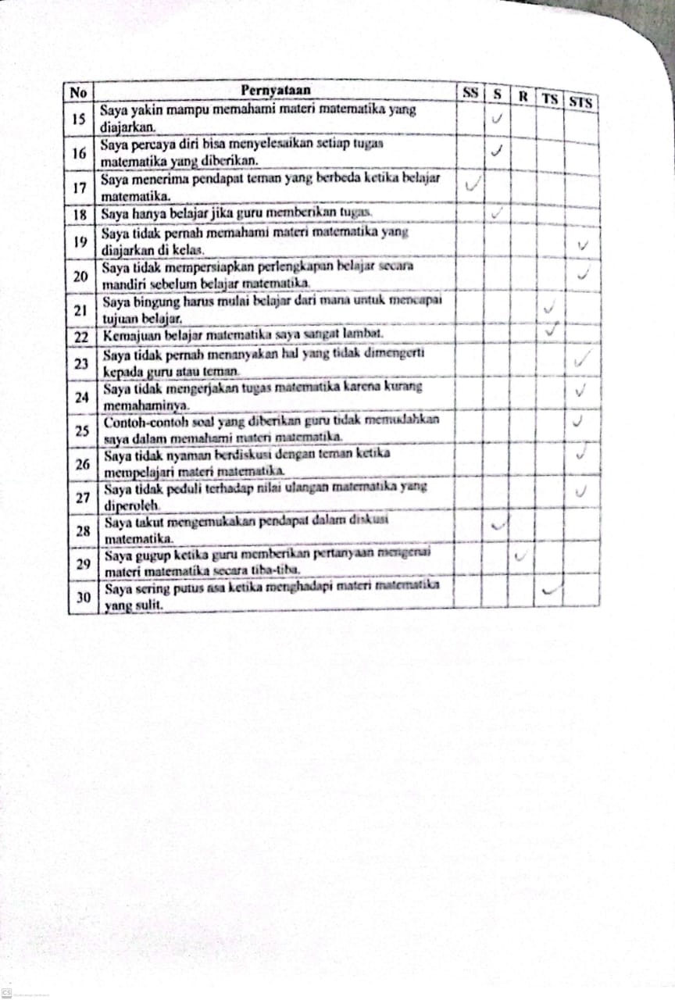 No Pernyataan SS S R TS STS
15 Saya yakin mampu memahami materi matematika yang
diajarkan. ✓
16 Saya percaya diri bisa menyelesaikan setiap tugas
matematika yang diberikan. ✓
17 Saya menerima pendapat teman yang berbeda ketika belajar
matematika. ✓
18 Saya hanya belajar jika guru memberikan tugas. ✓
19 Saya tidak pernah memahami materi matematika yang
diajarkan di kelas. ✓
20 Saya tidak mempersiapkan perlengkapan belajar secara
mandiri sebelum belajar matematika. ✓
21 Saya bingung harus mulai belajar dari mana untuk mencapai
tujuan belajar. ✓
22 Kemajuan belajar matematika saya sangat lambat. ✓
23 Saya tidak pernah menanyakan hal yang tidak dimengerti
kepada guru atau teman. ✓
24 Saya tidak mengerjakan tugas matematika karena kurang
memahaminya. ✓
25 Contoh-contoh soal yang diberikan guru tidak memudahkan
saya dalam memahami materi matematika. ✓
26 Saya tidak nyaman berdiskusi dengan teman ketika
mempelajari materi matematika. ✓
27 Saya tidak peduli terhadap nilai ulangan matematika yang
diperoleh. ✓
28 Saya takut mengemukakan pendapat dalam diskusi
matematika. ✓
29 Saya gugup ketika guru memberikan pertanyaan mengenai
materi matematika secara tiba-tiba. ✓
30 Saya sering putus asa ketika menghadapi materi matematika
yang sulit. ✓
CS